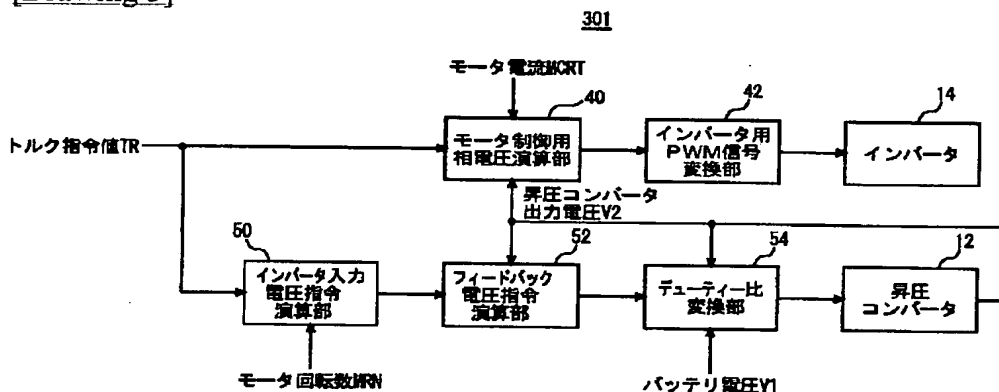 301
モータ電流MCRT
40
42
14
トルク指令値TR
モータ制御用
相電圧演算部
インバータ用
PWM信号
変換部
インバータ
昇圧コンバータ
出力電圧V2
50
52
54
12
インバータ入力
電圧指令
演算部
フィードバック
電圧指令
演算部
デューティー比
変換部
昇圧
コンバータ
モータ回転数MRN
バッテリ電圧V1